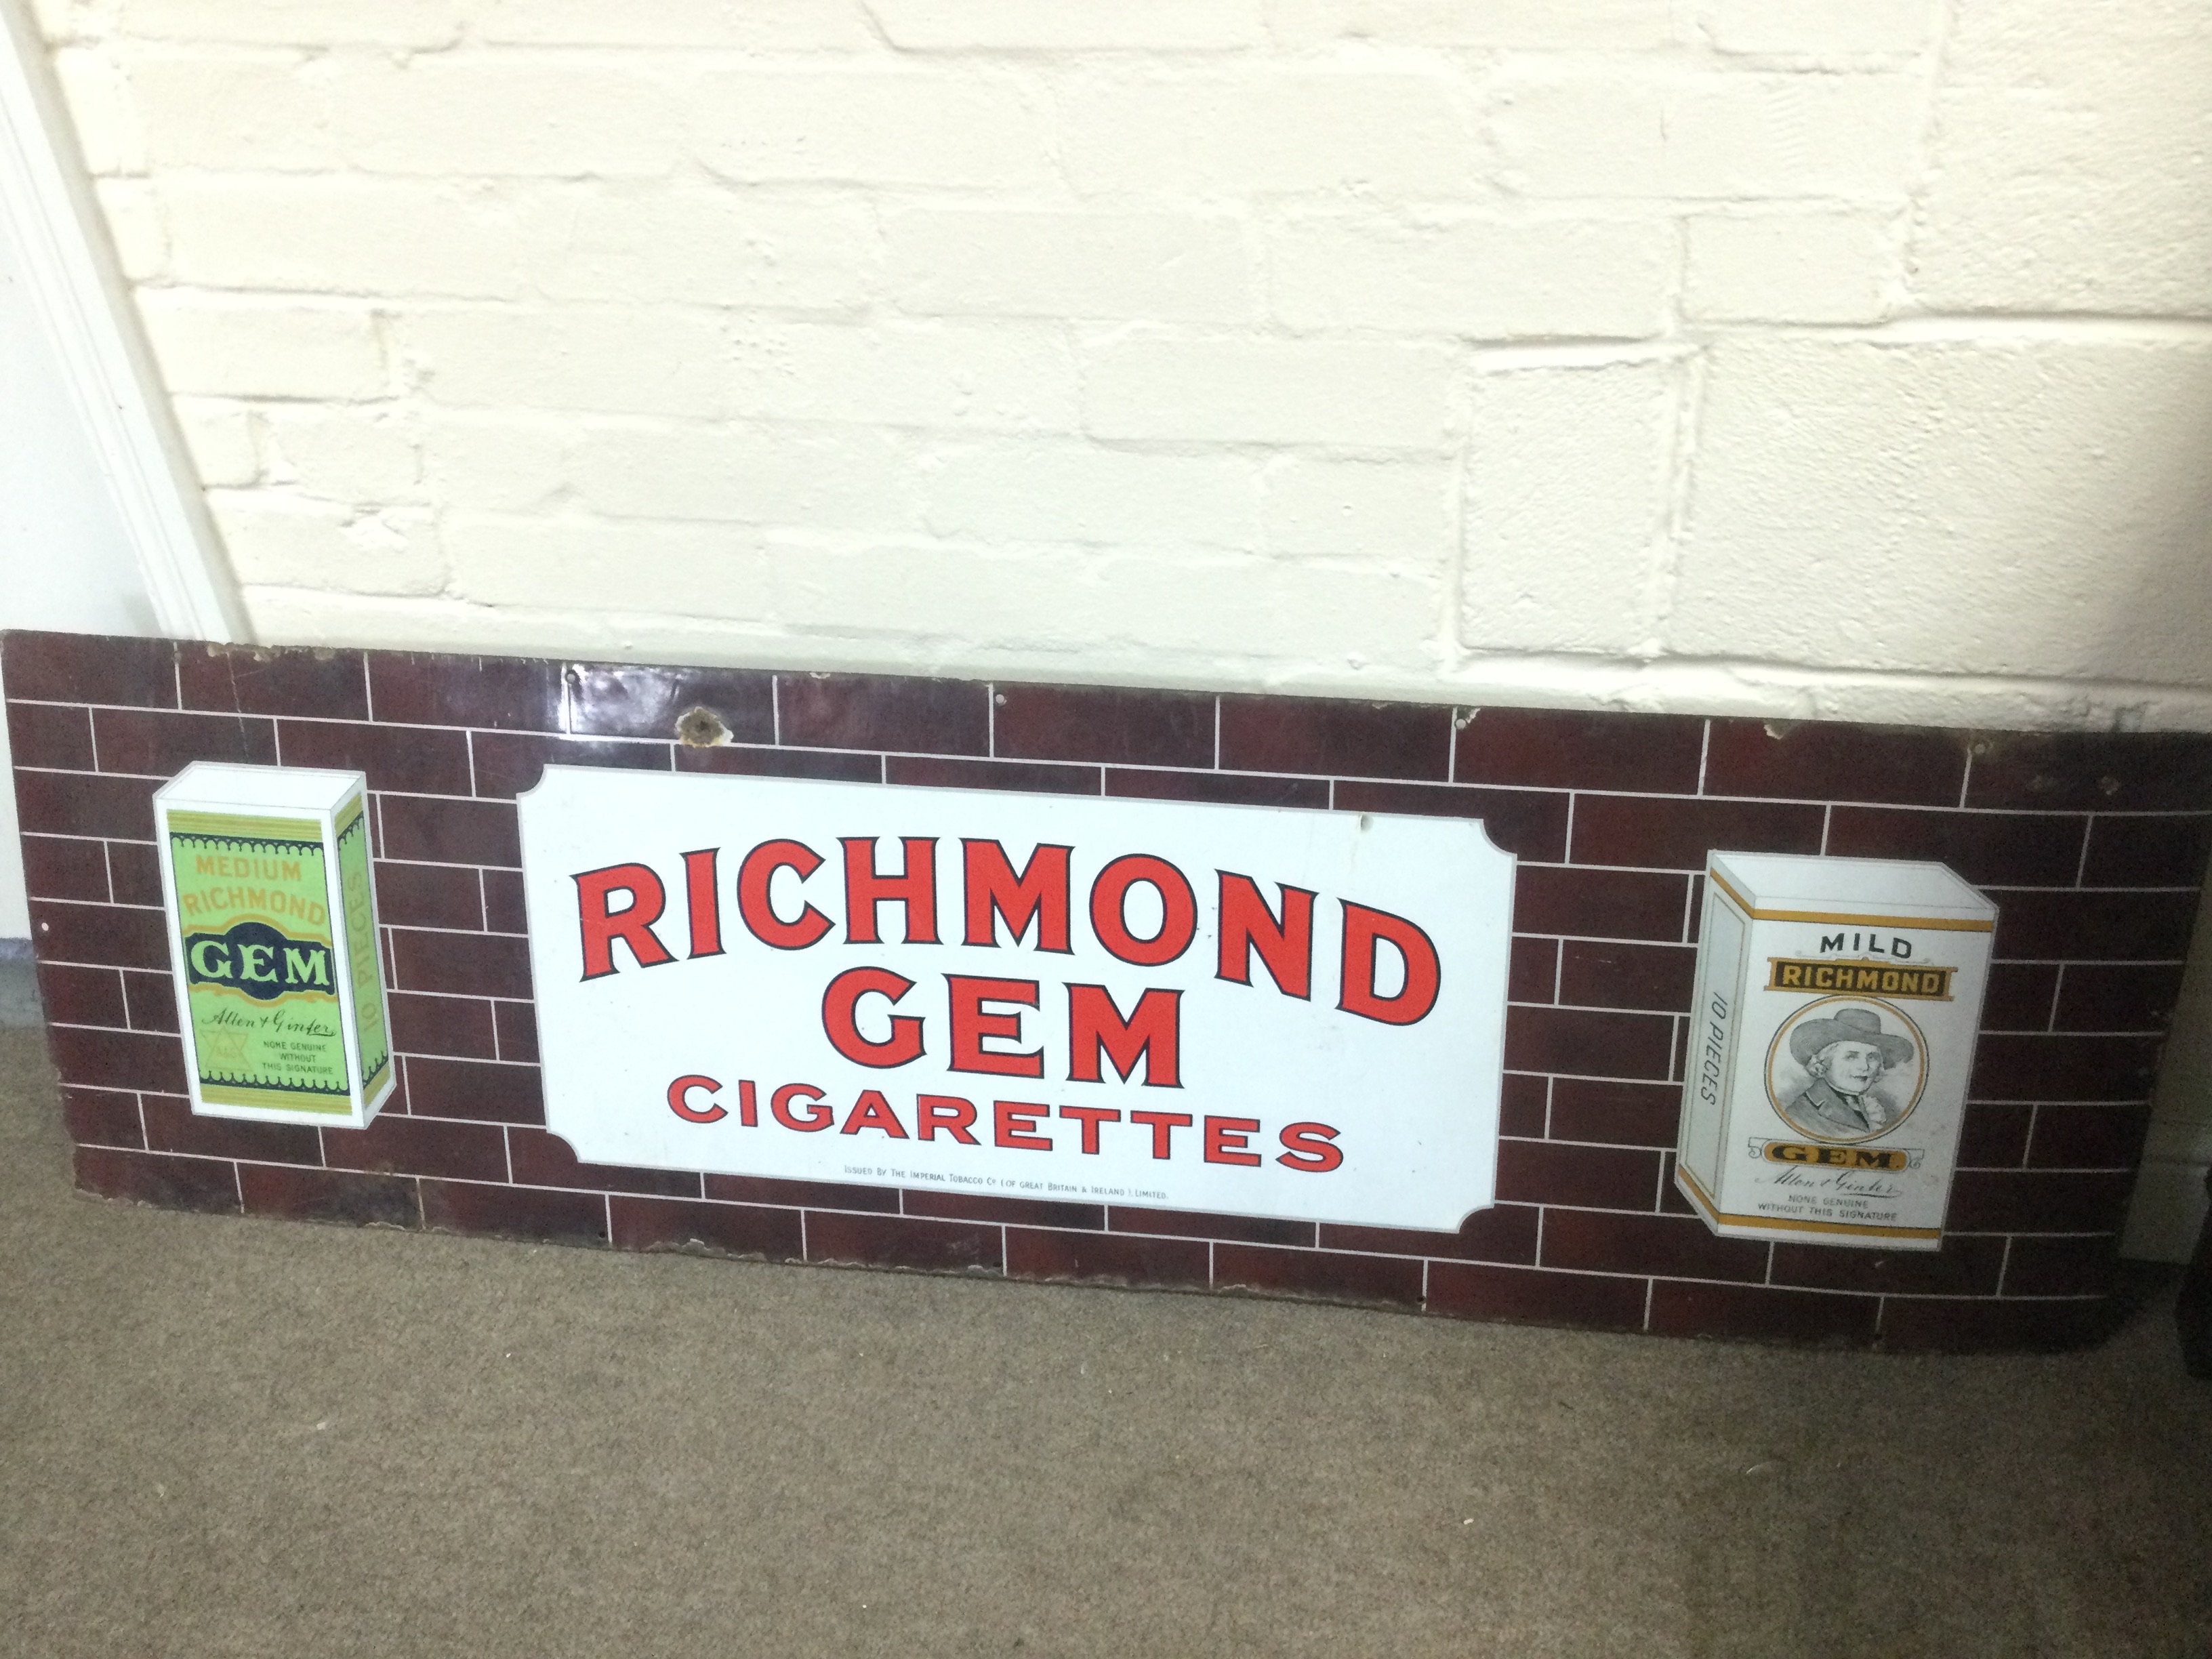 MEDIUM
RICHMOND
GEM
Allen & Ginter
NONE GENUINE
WITHOUT
THIS SIGNATURE
10 PIECES
RICHMOND
GEM
CIGARETTES
ISSUED BY THE IMPERIAL TOBACCO Co (OF GREAT BRITAIN & IRELAND), LIMITED.
10 PIECES
MILD
RICHMOND
GEM
Allen & Ginter
NONE GENUINE
WITHOUT THIS SIGNATURE